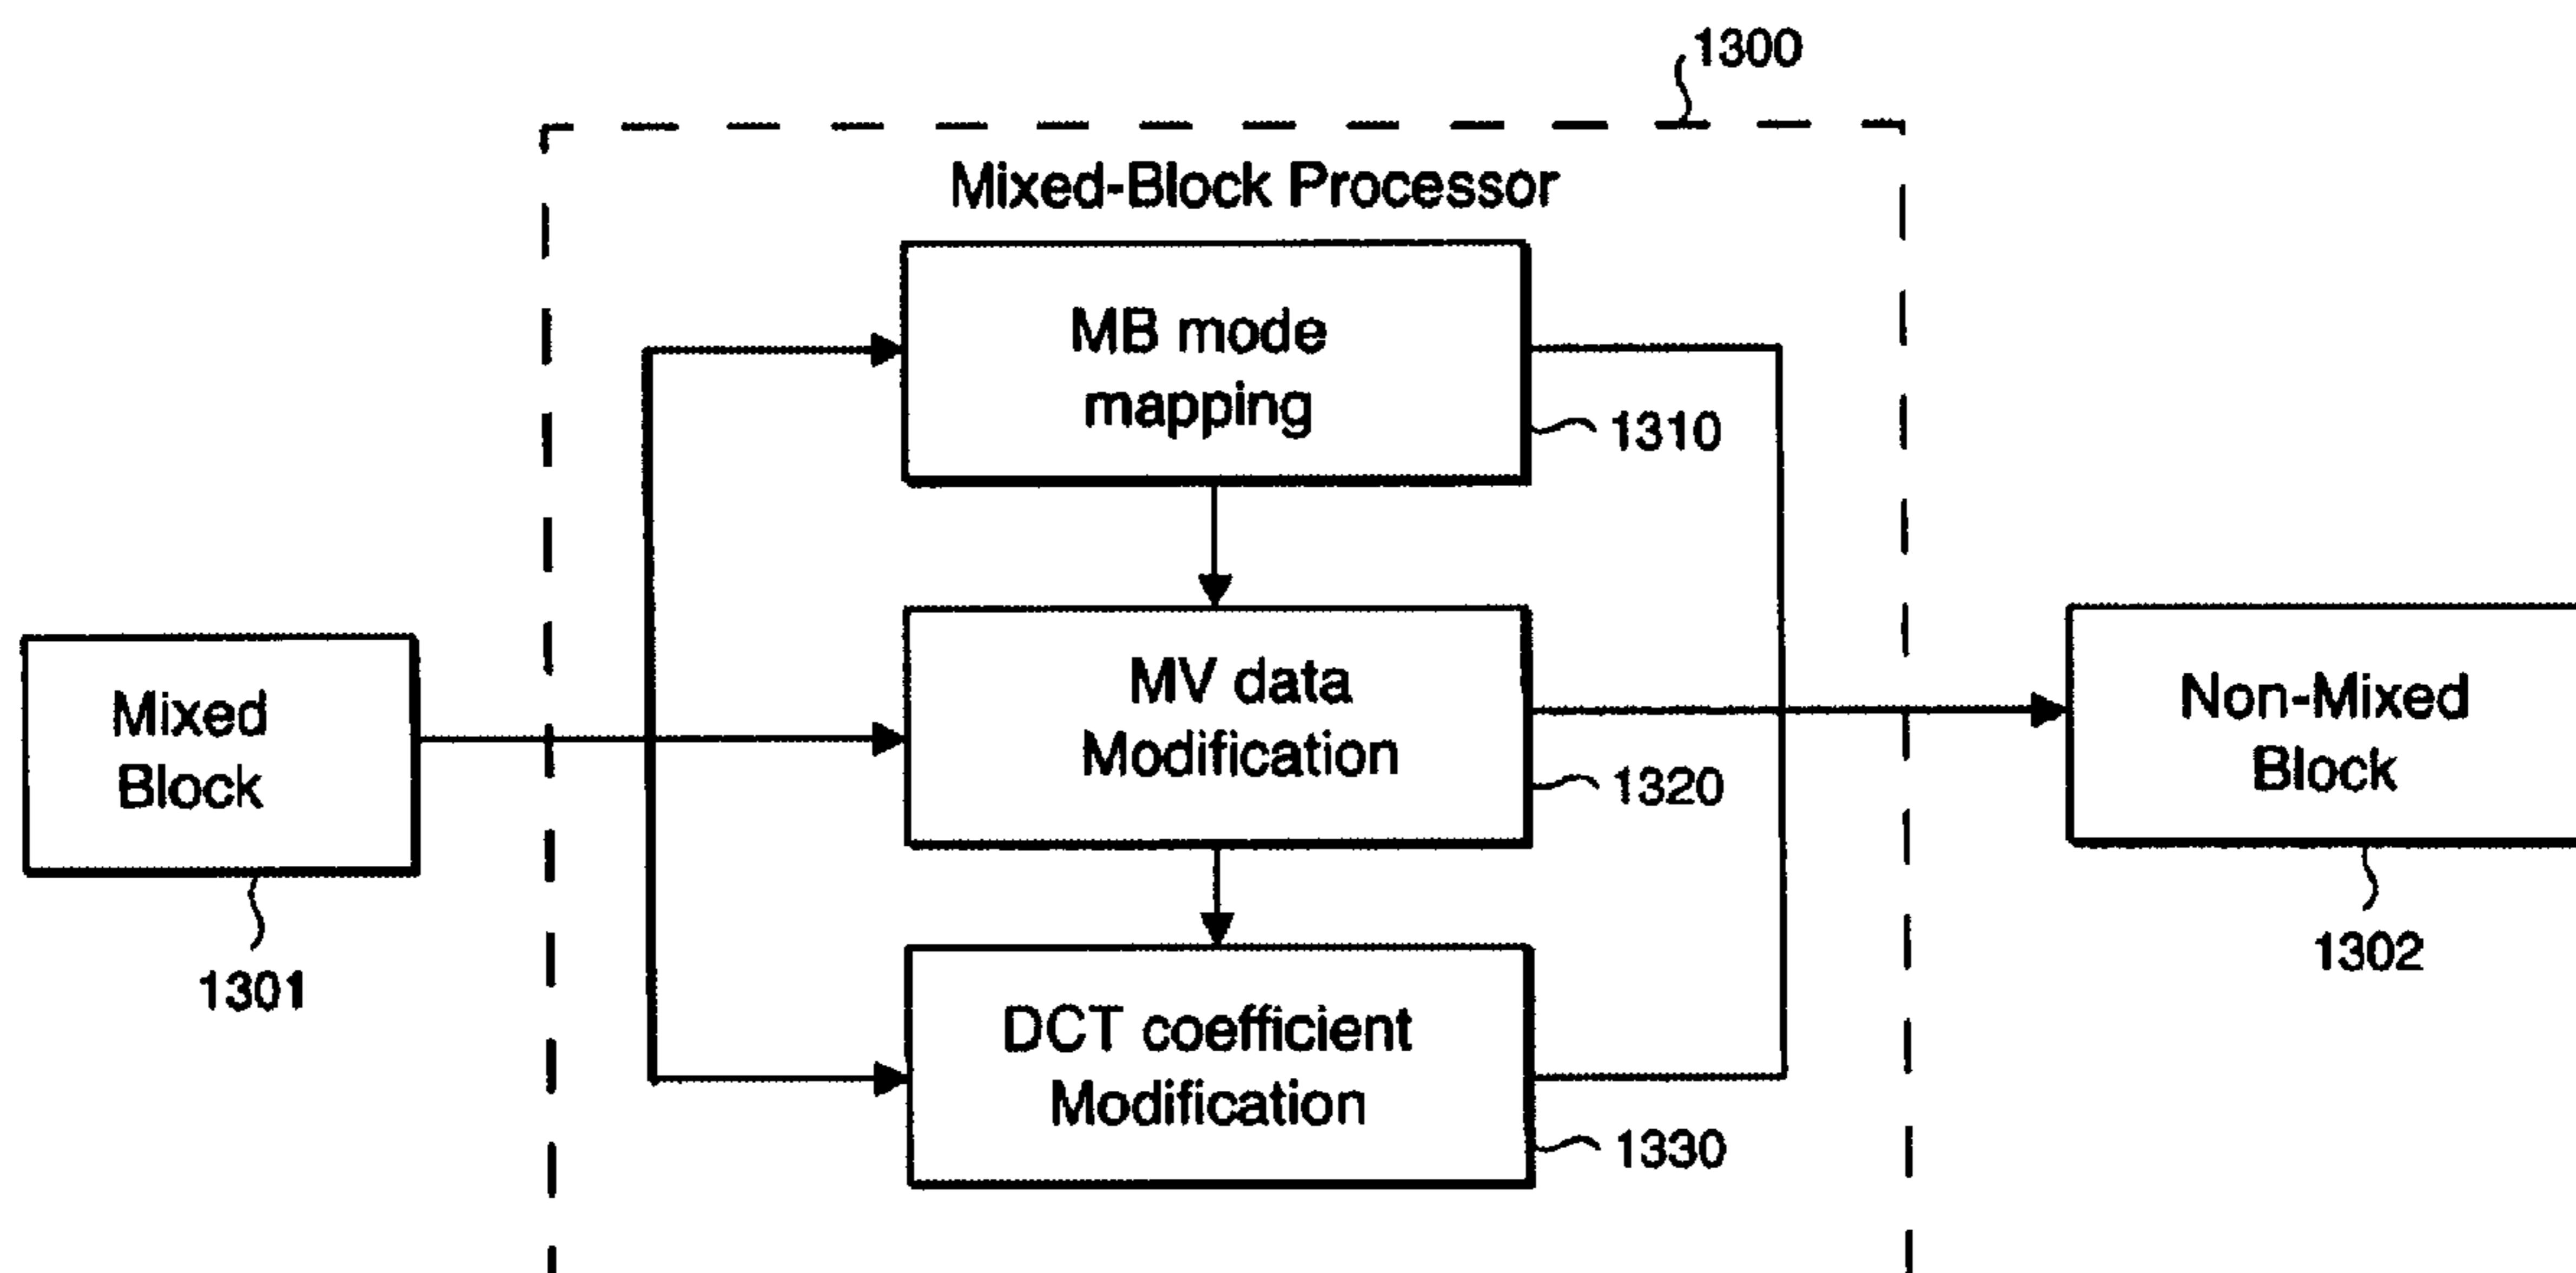 1300
Mixed-Block Processor
MB mode
mapping
1310
MV data
Modification
1320
Mixed
Block
1301
Non-Mixed
Block
1302
DCT coefficient
Modification
1330